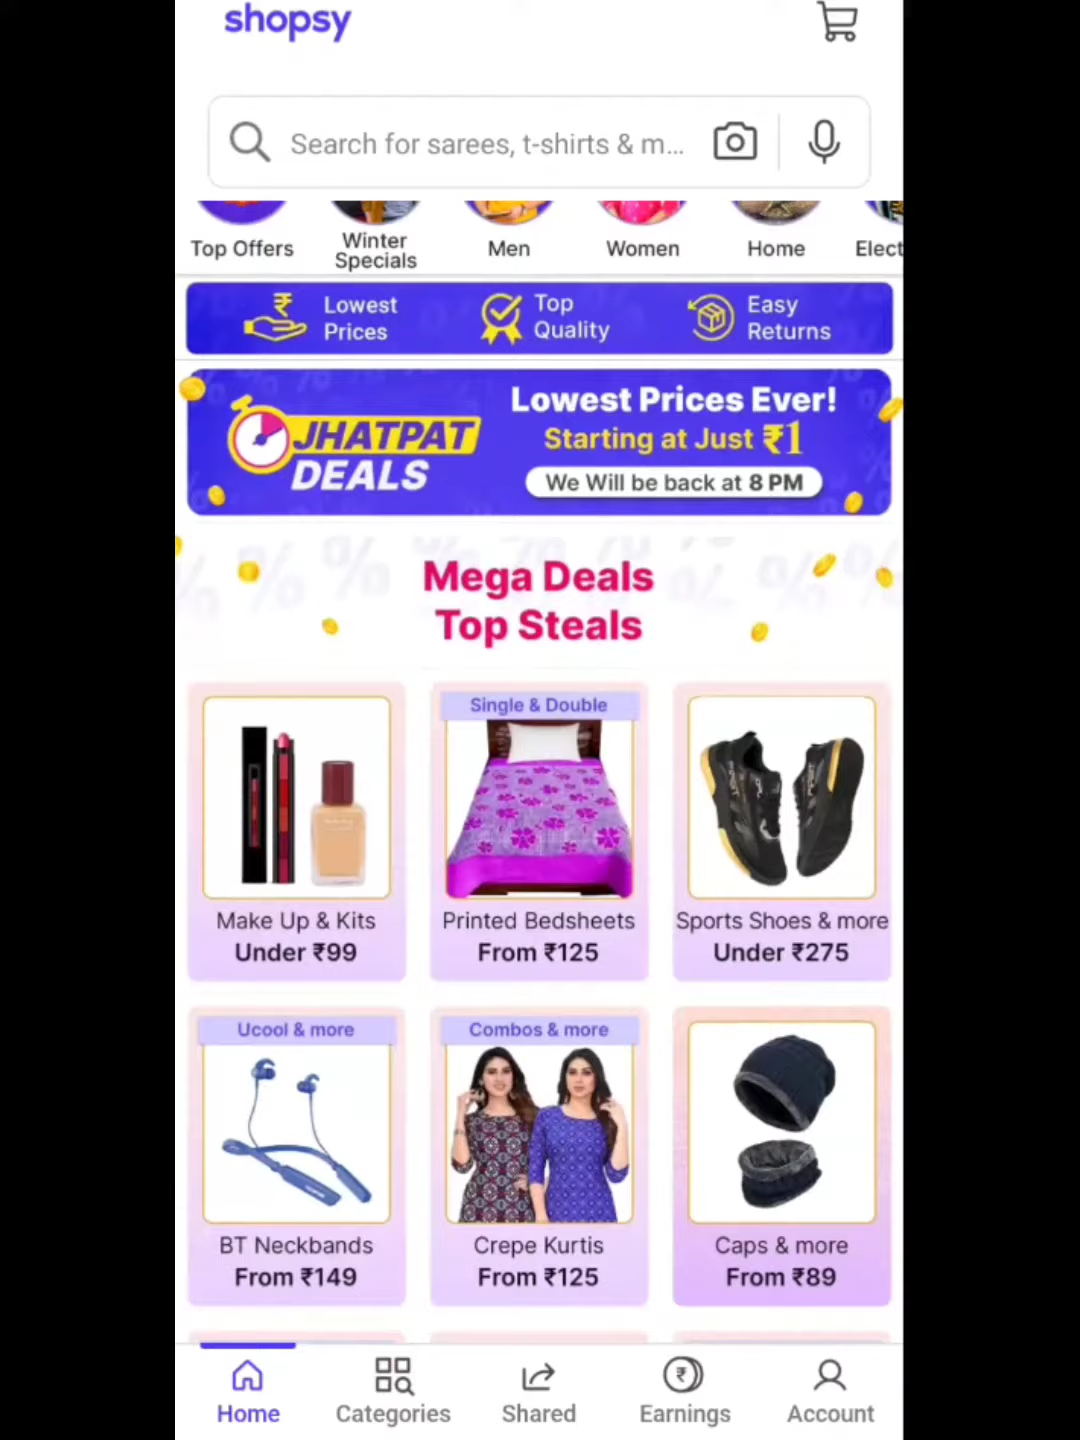 shopsy
Search for sarees, t-shirts & m...
Top Offers
Winter
Specials
Men
Women
Home
Elect
Lowest
Prices
Top
Quality
Easy
Returns
JHATPAT
DEALS
Lowest Prices Ever!
Starting at Just ₹1
We Will be back at 8 PM
Mega Deals
Top Steals
Make Up & Kits
Under ₹99
Single & Double
Printed Bedsheets
From ₹125
Sports Shoes & more
Under ₹275
Ucool & more
BT Neckbands
From ₹149
Combos & more
Crepe Kurtis
From ₹125
Caps & more
From ₹89
Home
Categories
Shared
Earnings
Account